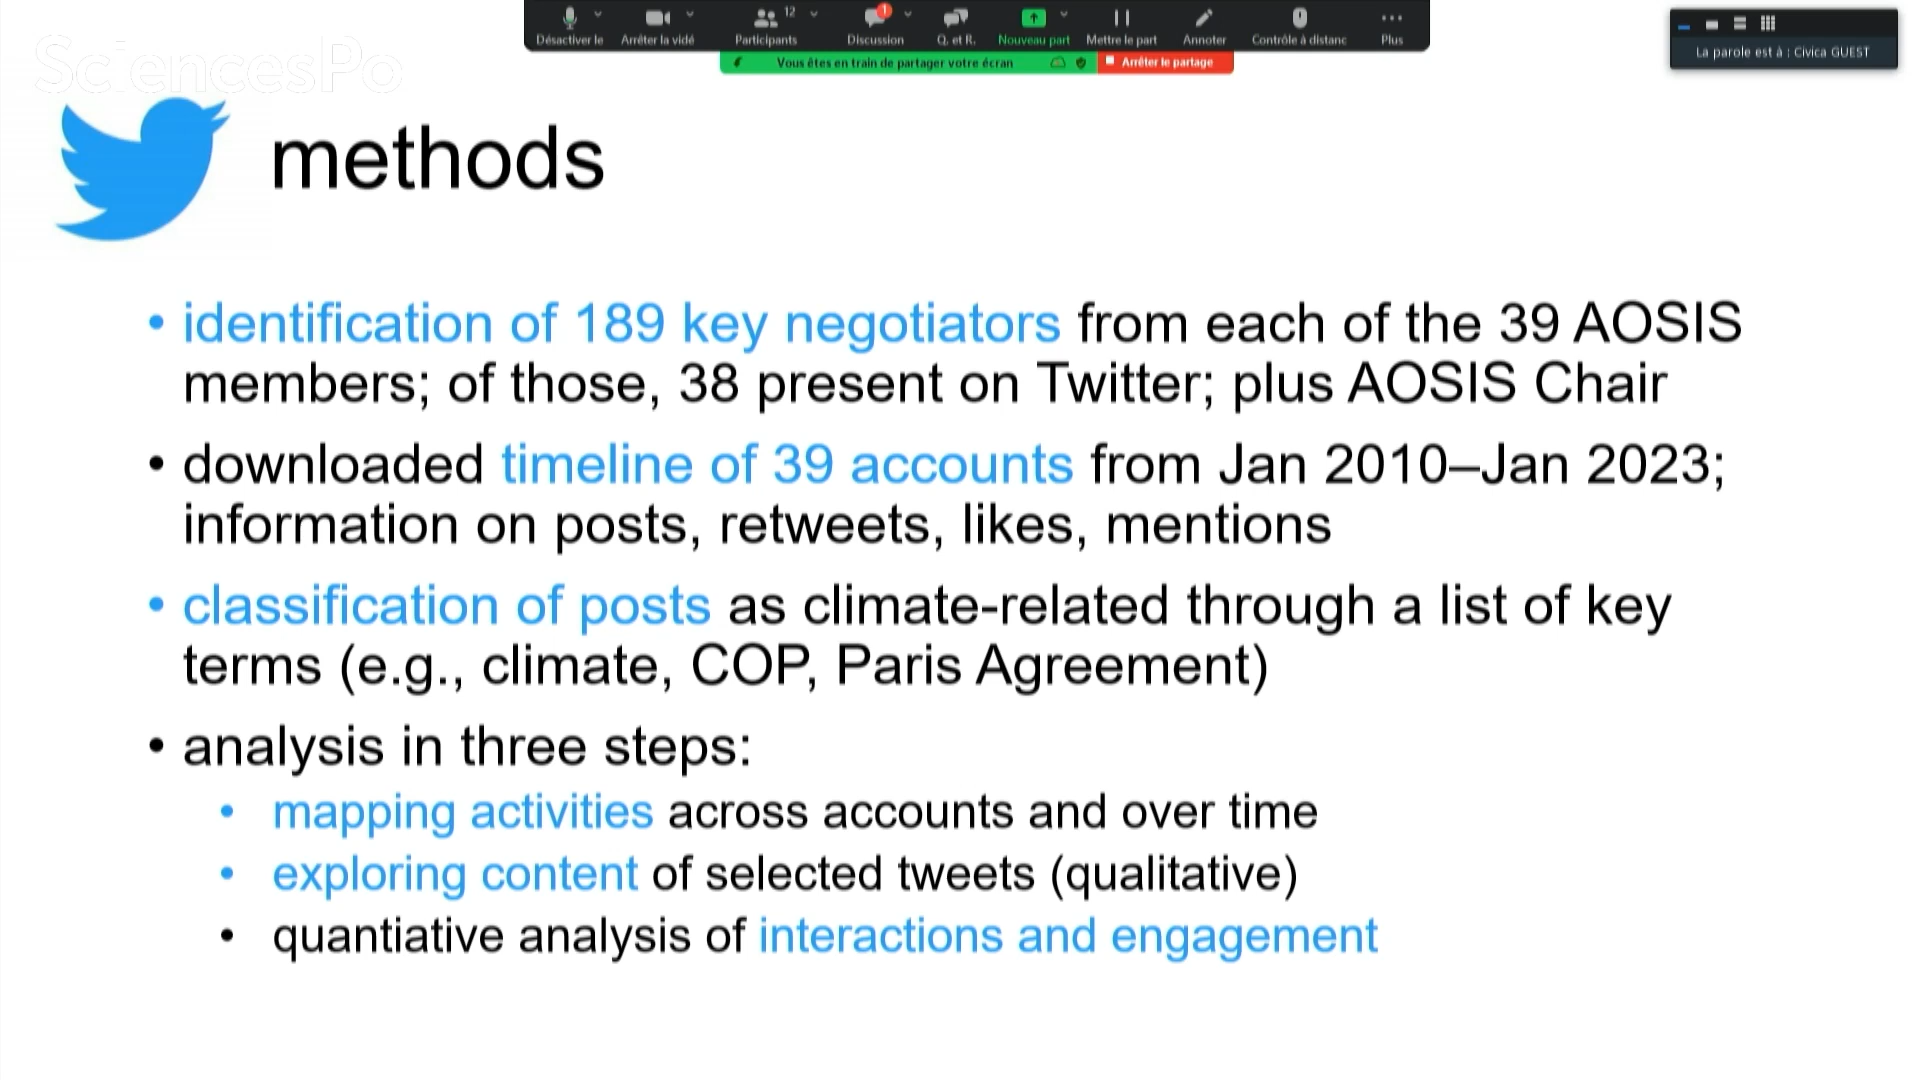 Désactiver le
Arrêter la vidé
12
Participants
1
Discussion
Q. et R.
Nouveau part
Mettre le part
Annoter
Contrôle à distanc
Plus
Vous êtes en train de partager votre écran
Arrêter le partage
La parole est à : Civica GUEST
SciencesPo
methods
• identification of 189 key negotiators from each of the 39 AOSIS
members; of those, 38 present on Twitter; plus AOSIS Chair
• downloaded timeline of 39 accounts from Jan 2010–Jan 2023;
information on posts, retweets, likes, mentions
• classification of posts as climate-related through a list of key
terms (e.g., climate, COP, Paris Agreement)
• analysis in three steps:
• mapping activities across accounts and over time
• exploring content of selected tweets (qualitative)
• quantiative analysis of interactions and engagement